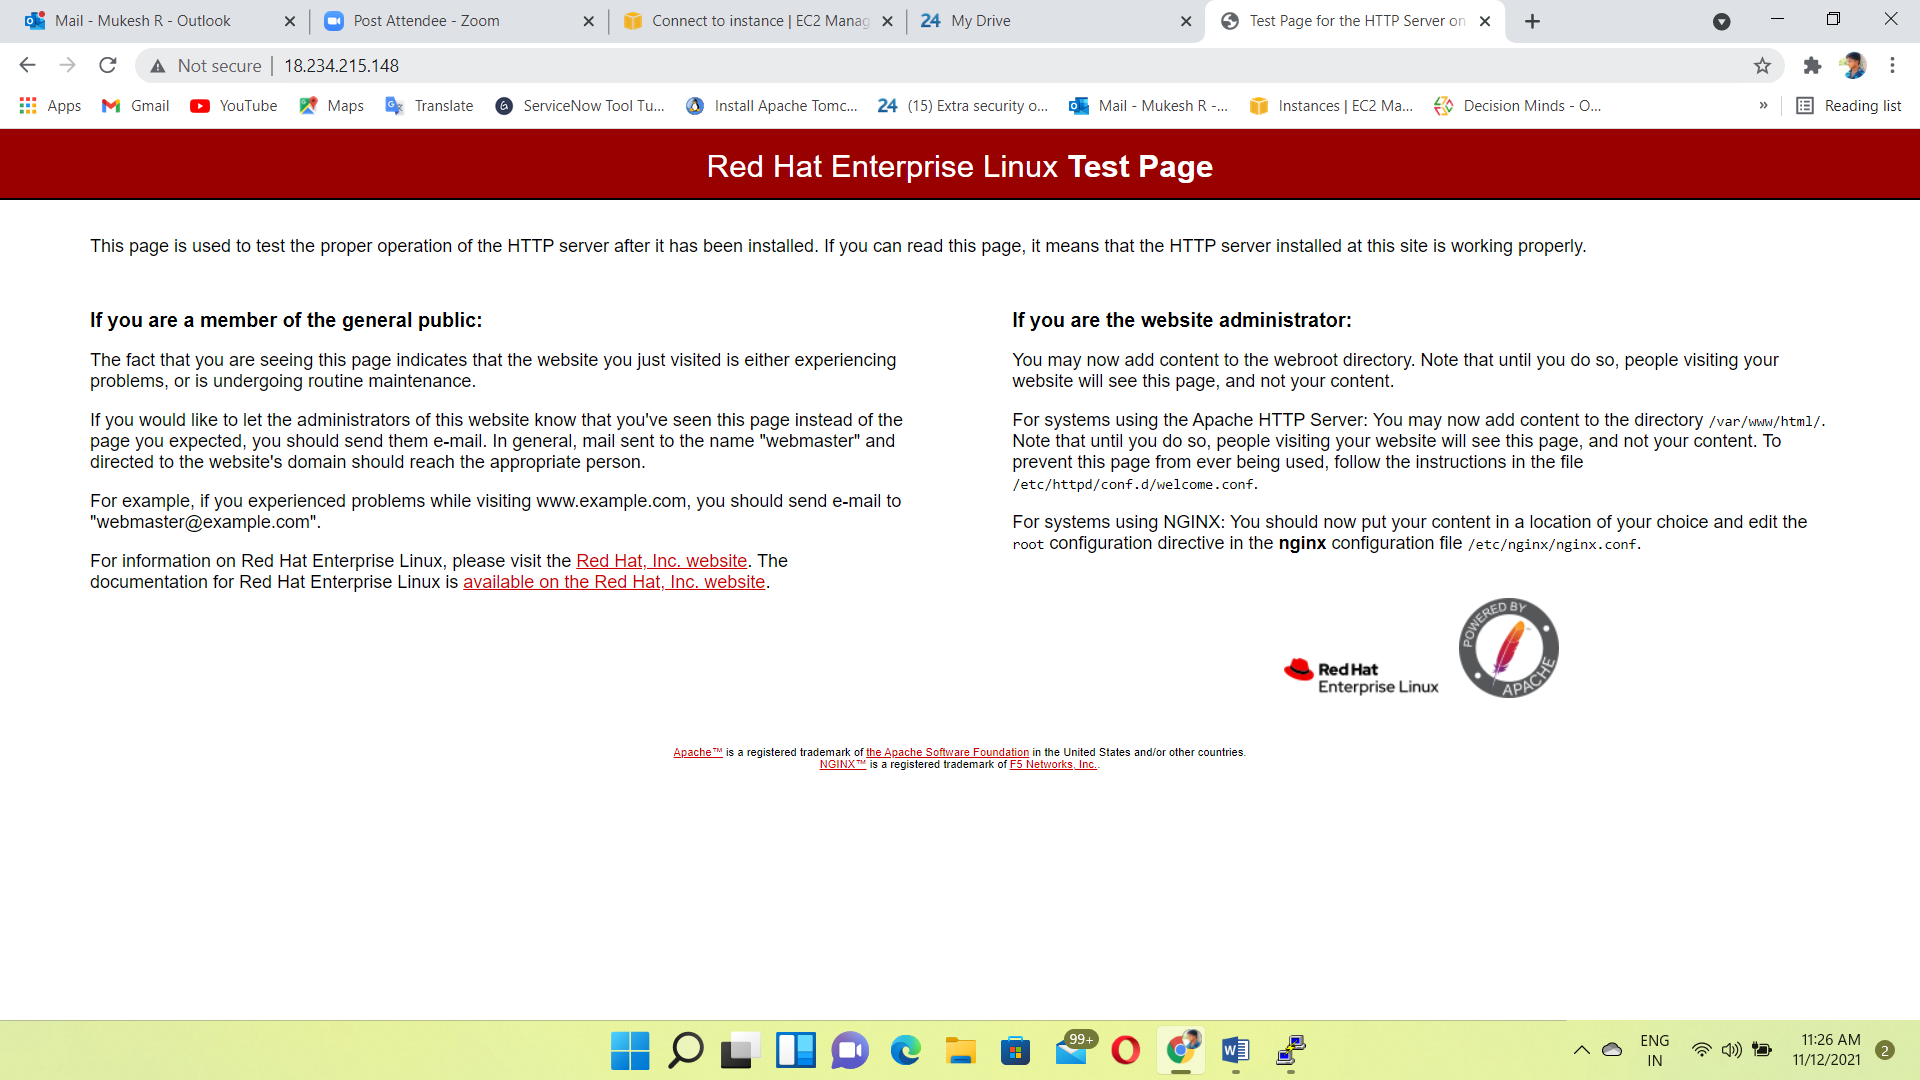 Mail - Mukesh R - Outlook
Post Attendee - Zoom
Connect to instance | EC2 Manag
24 My Drive
Test Page for the HTTP Server on
Not secure | 18.234.215.148
Apps
Gmail
YouTube
Maps
Translate
ServiceNow Tool Tu...
Install Apache Tomc...
24 (15) Extra security o...
Mail - Mukesh R -...
Instances | EC2 Ma...
Decision Minds - O...
»
Reading list
Red Hat Enterprise Linux Test Page
This page is used to test the proper operation of the HTTP server after it has been installed. If you can read this page, it means that the HTTP server installed at this site is working properly.
If you are a member of the general public:
The fact that you are seeing this page indicates that the website you just visited is either experiencing
problems, or is undergoing routine maintenance.
If you would like to let the administrators of this website know that you've seen this page instead of the
page you expected, you should send them e-mail. In general, mail sent to the name "webmaster" and
directed to the website's domain should reach the appropriate person.
For example, if you experienced problems while visiting www.example.com, you should send e-mail to
"webmaster@example.com".
For information on Red Hat Enterprise Linux, please visit the Red Hat, Inc. website. The
documentation for Red Hat Enterprise Linux is available on the Red Hat, Inc. website.
If you are the website administrator:
You may now add content to the webroot directory. Note that until you do so, people visiting your
website will see this page, and not your content.
For systems using the Apache HTTP Server: You may now add content to the directory /var/www/html/.
Note that until you do so, people visiting your website will see this page, and not your content. To
prevent this page from ever being used, follow the instructions in the file
/etc/httpd/conf.d/welcome.conf.
For systems using NGINX: You should now put your content in a location of your choice and edit the
root configuration directive in the nginx configuration file /etc/nginx/nginx.conf.
Red Hat
Enterprise Linux
POWERED BY
APACHE
Apache™ is a registered trademark of the Apache Software Foundation in the United States and/or other countries.
NGINX™ is a registered trademark of F5 Networks, Inc..
99+
ENG
IN
11:26 AM
11/12/2021
2